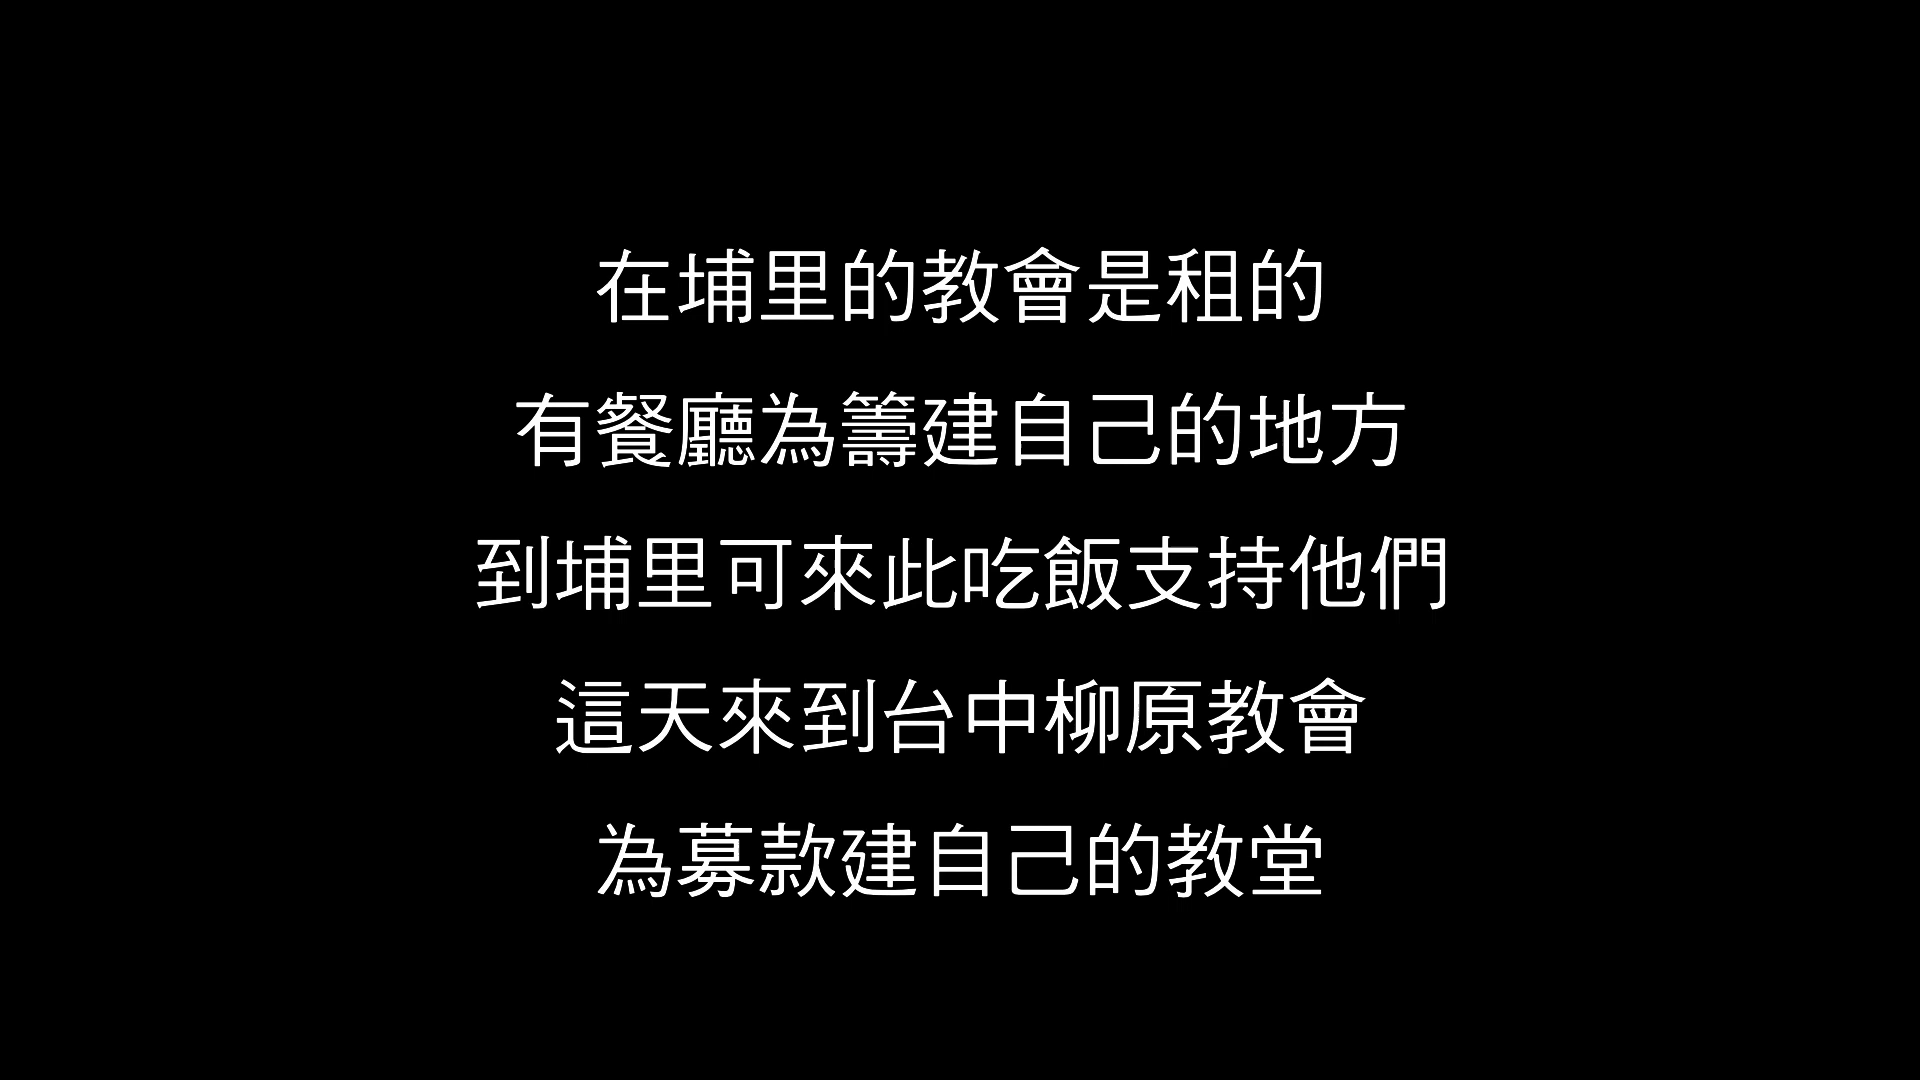 在埔里的教會是租的
有餐廳為籌建自己的地方
到埔里可來此吃飯支持他們
這天來到台中柳原教會
為募款建自己的教堂